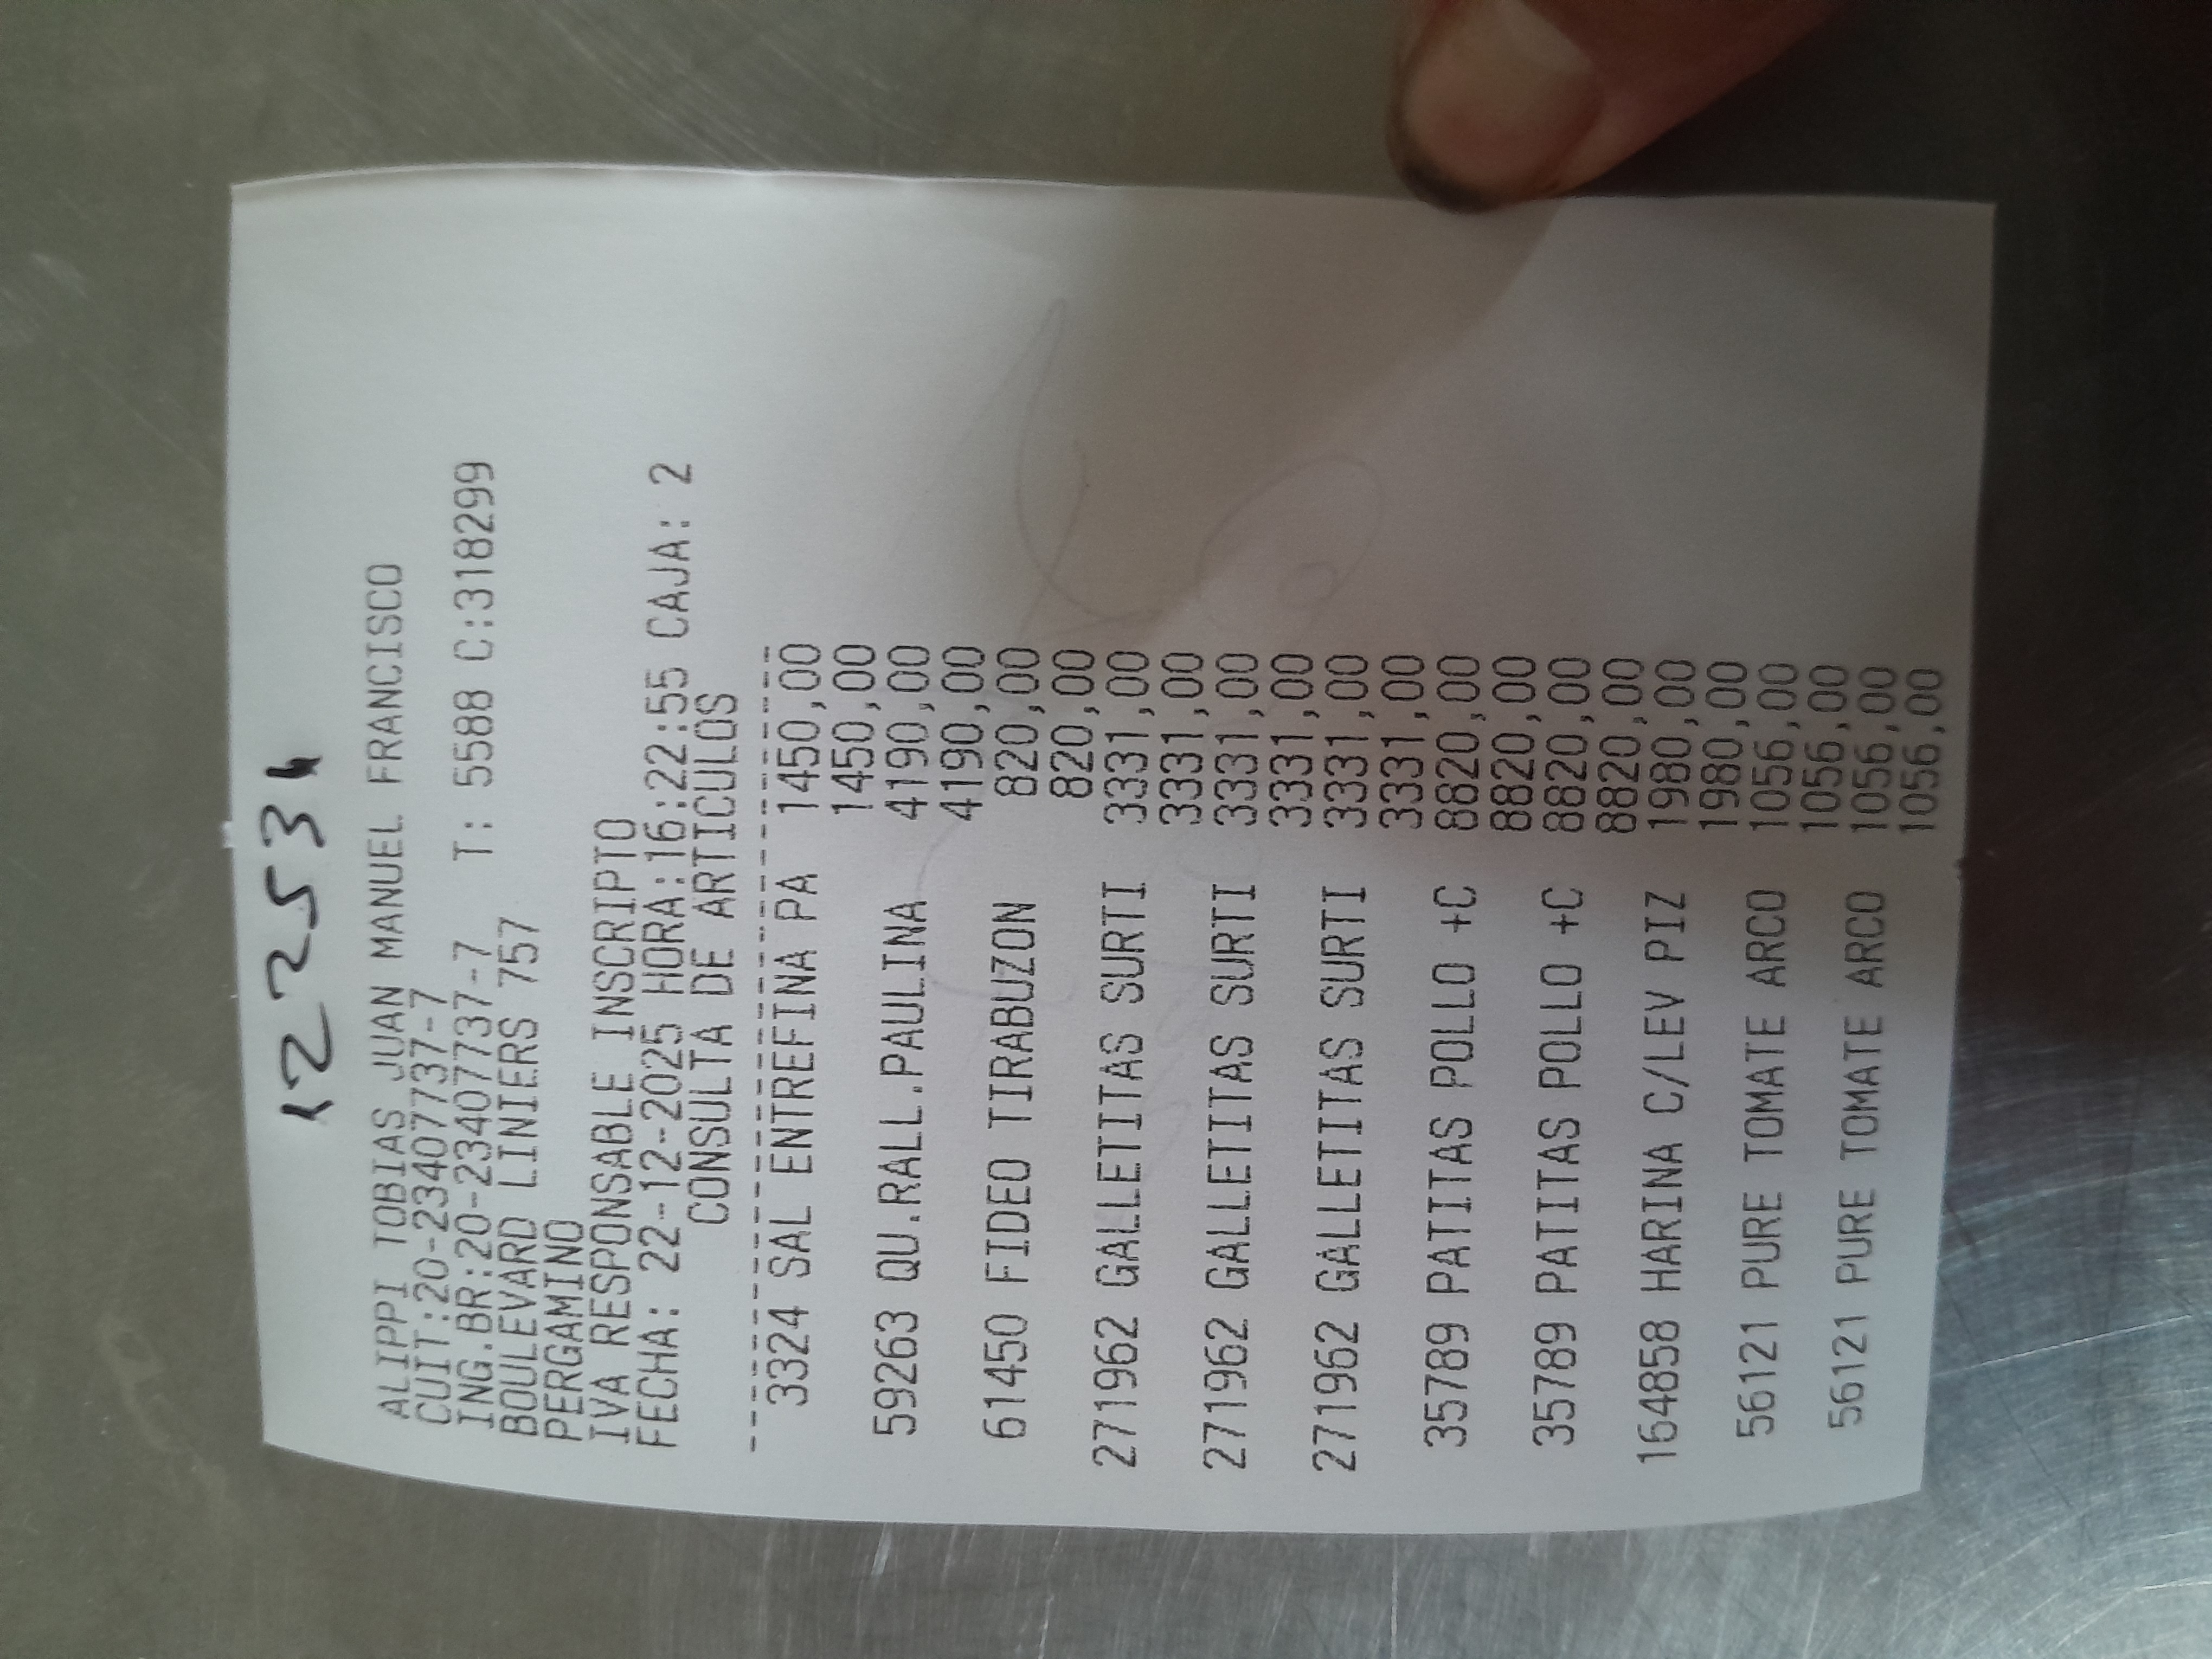 12253
ALIPPI TOBIAS JUAN MANUEL FRANCISCO
CUIT:20-23407737-7
ING.BR:20-23407737-7 T: 5588 C:318299
BOULEVARD LINIERS 757
PERGAMINO
IVA RESPONSABLE INSCRIPTO
FECHA: 22-12-2025 HORA:16:22:55 CAJA: 2
CONSULTA DE ARTICULOS
3324 SAL ENTREFINA PA 1450,00
1450,00
59263 QU.RALL.PAULINA 4190,00
4190,00
61450 FIDEO TIRABUZON 820,00
820,00
271962 GALLETITAS SURTI 3331,00
3331,00
271962 GALLETITAS SURTI 3331,00
3331,00
271962 GALLETITAS SURTI 3331,00
3331,00
35789 PATITAS POLLO +C 8820,00
8820,00
35789 PATITAS POLLO +C 8820,00
8820,00
164858 HARINA C/LEV PIZ 1980,00
1980,00
56121 PURE TOMATE ARCO 1056,00
1056,00
56121 PURE TOMATE ARCO 1056,00
1056,00